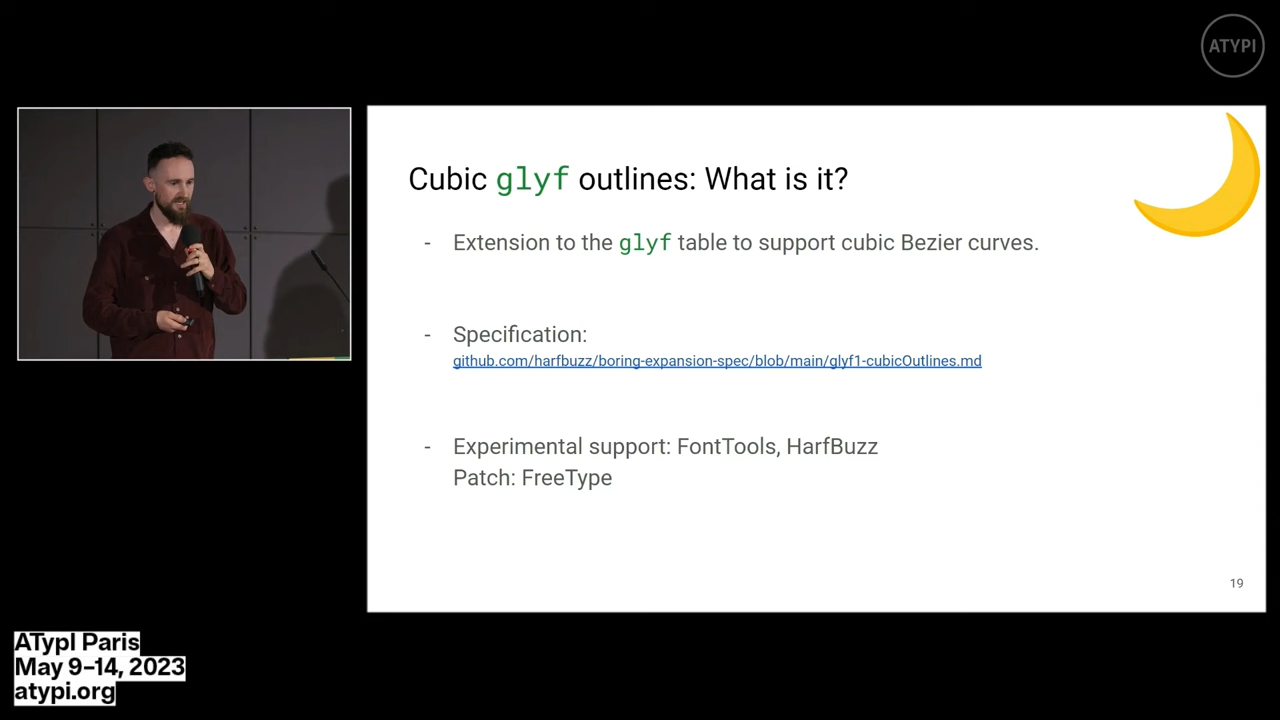 ATYPI
Cubic glyf outlines: What is it?
- Extension to the glyf table to support cubic Bezier curves.
- Specification:
github.com/harfbuzz/boring-expansion-spec/blob/main/glyf1-cubicOutlines.md
- Experimental support: FontTools, HarfBuzz
Patch: FreeType
19
ATypI Paris
May 9–14, 2023
atypi.org